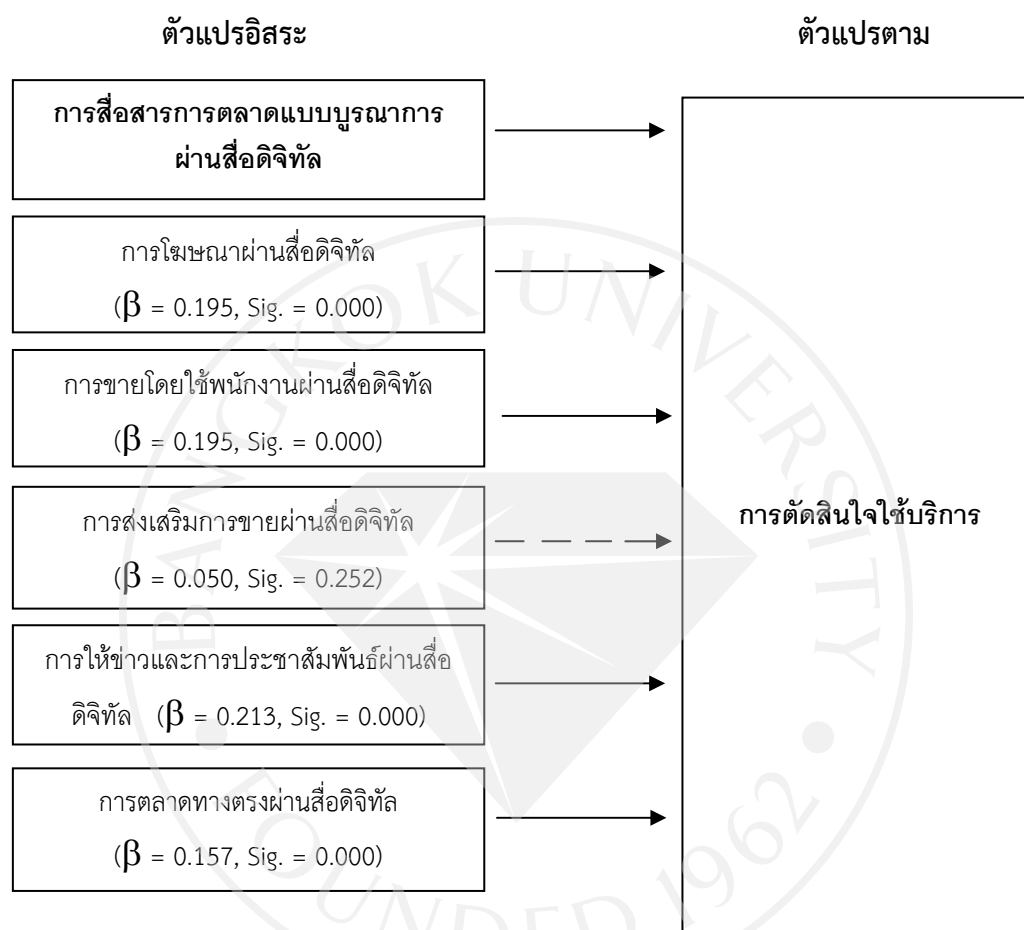 ตัวแปรอิสระ
ตัวแปรตาม
การสื่อสารการตลาดแบบบูรณาการ
ผ่านสื่อดิจิทัล
การโฆษณาผ่านสื่อดิจิทัล
(β = 0.195, Sig. = 0.000)
การขายโดยใช้พนักงานผ่านสื่อดิจิทัล
(β = 0.195, Sig. = 0.000)
การส่งเสริมการขายผ่านสื่อดิจิทัล
(β = 0.050, Sig. = 0.252)
การให้ข่าวและการประชาสัมพันธ์ผ่านสื่อ
ดิจิทัล (β = 0.213, Sig. = 0.000)
การตลาดทางตรงผ่านสื่อดิจิทัล
(β = 0.157, Sig. = 0.000)
การตัดสินใจใช้บริการ
BANGKOK UNIVERSITY
FOUNDED 1962